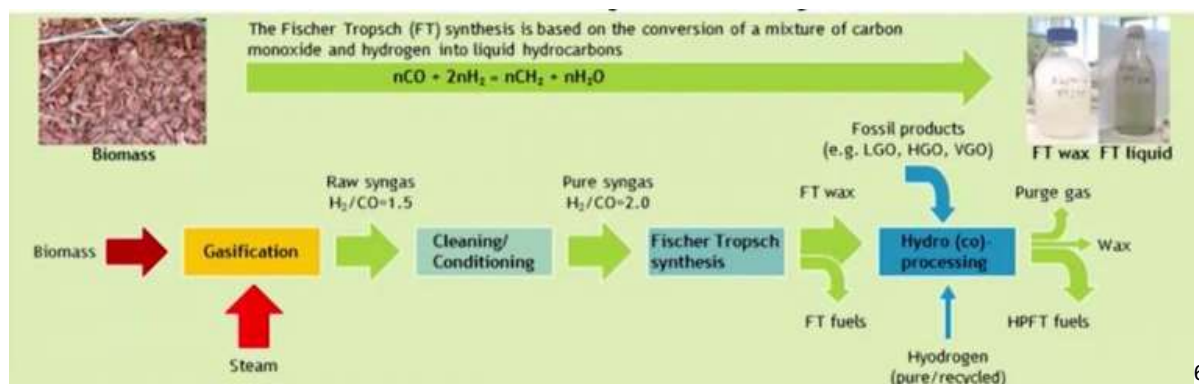 The Fischer Tropsch (FT) synthesis is based on the conversion of a mixture of carbon
monoxide and hydrogen into liquid hydrocarbons
nCO + 2nH₂ = nCH₂ + nH₂O
Biomass
FT wax FT liquid
Fossil products
(e.g. LGO, HGO, VGO)
Raw syngas
H₂/CO=1.5
Pure syngas
H₂/CO=2.0
FT wax
Purge gas
Biomass
Gasification
Cleaning/
Conditioning
Fischer Tropsch
synthesis
Hydro (co)-
processing
Wax
FT fuels
HPFT fuels
Steam
Hyodrogen
(pure/recycled)
6